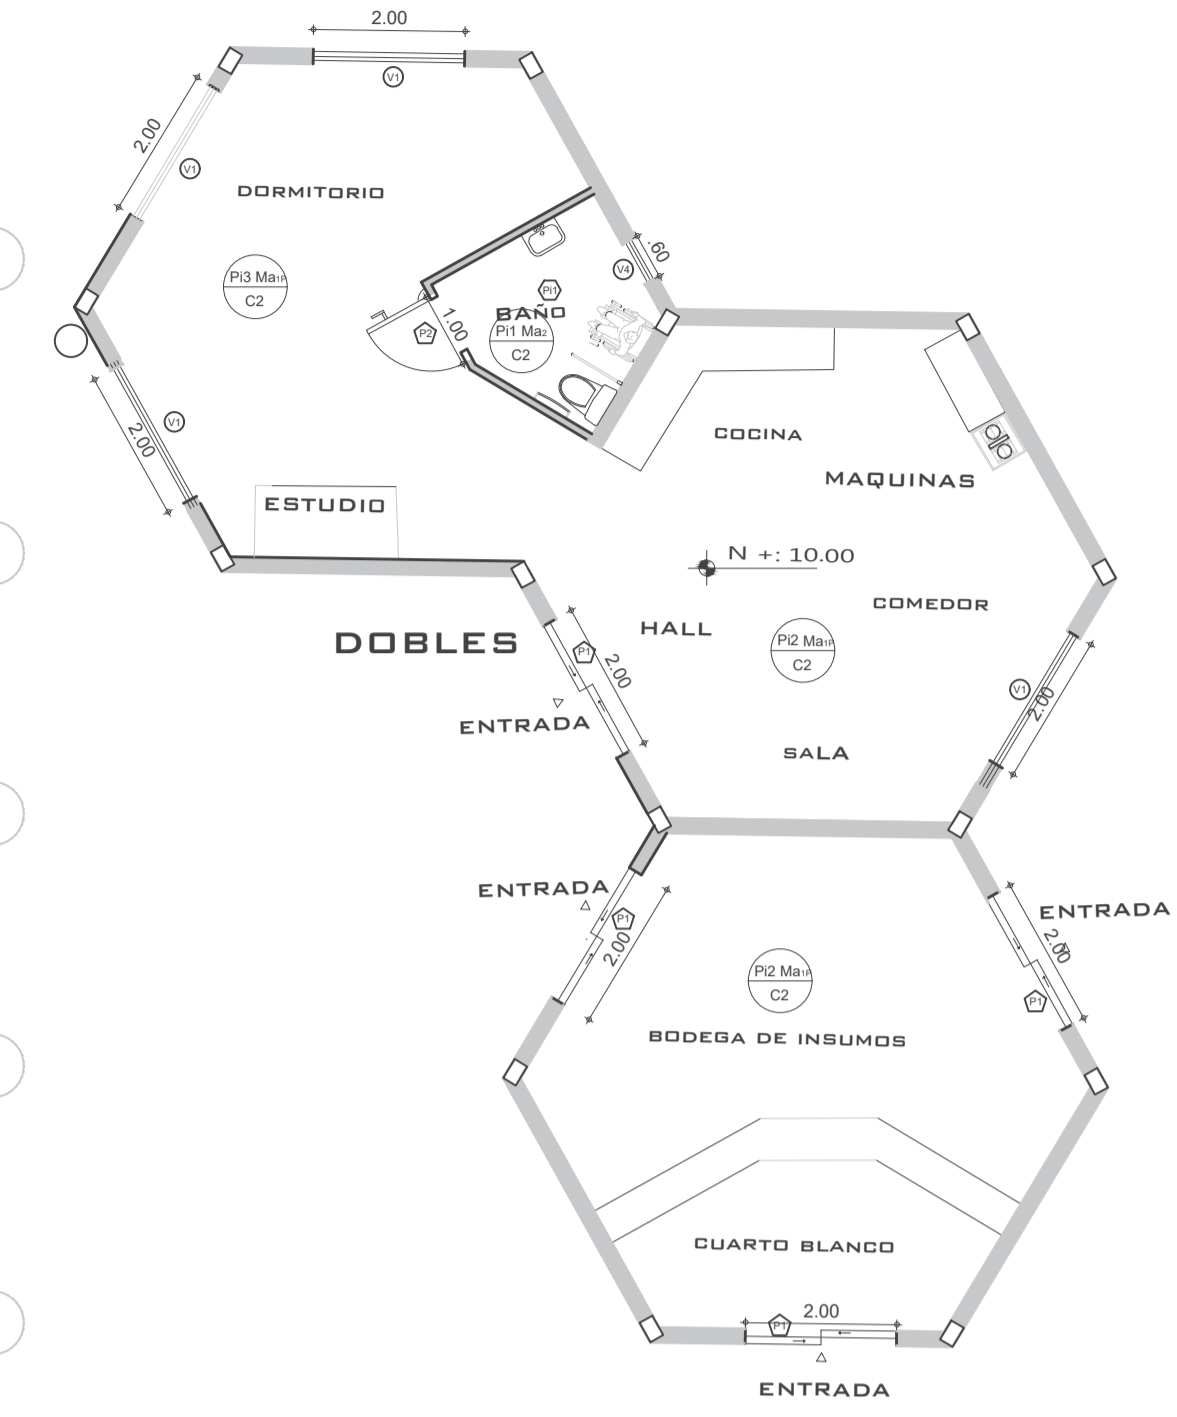 2.00
V1
2.00
V1
DORMITORIO
.60
V4
Pi3 Ma1P
C2
Pi1
BAÑO
1.00
P2
Pi1 Ma2
C2
V1
2.00
COCINA
MAQUINAS
ESTUDIO
N +: 10.00
COMEDOR
HALL
DOBLES
P1
2.00
Pi2 Ma1P
C2
V1
2.00
ENTRADA
SALA
ENTRADA
P1
2.00
ENTRADA
2.00
P1
Pi2 Ma1P
C2
BODEGA DE INSUMOS
CUARTO BLANCO
2.00
P1
ENTRADA